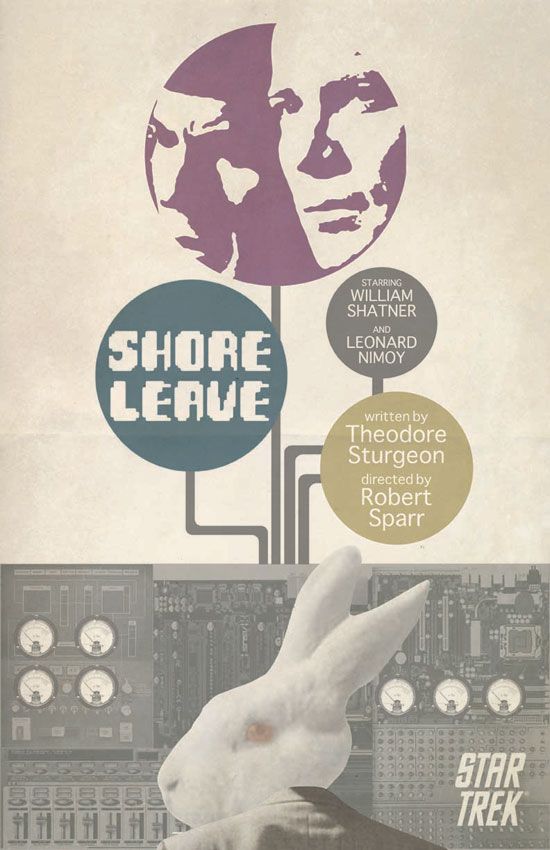 SHORE
LEAVE
STARRING
WILLIAM
SHATNER
AND
LEONARD
NIMOY
written by
Theodore
Sturgeon
directed by
Robert
Sparr
STAR
TREK